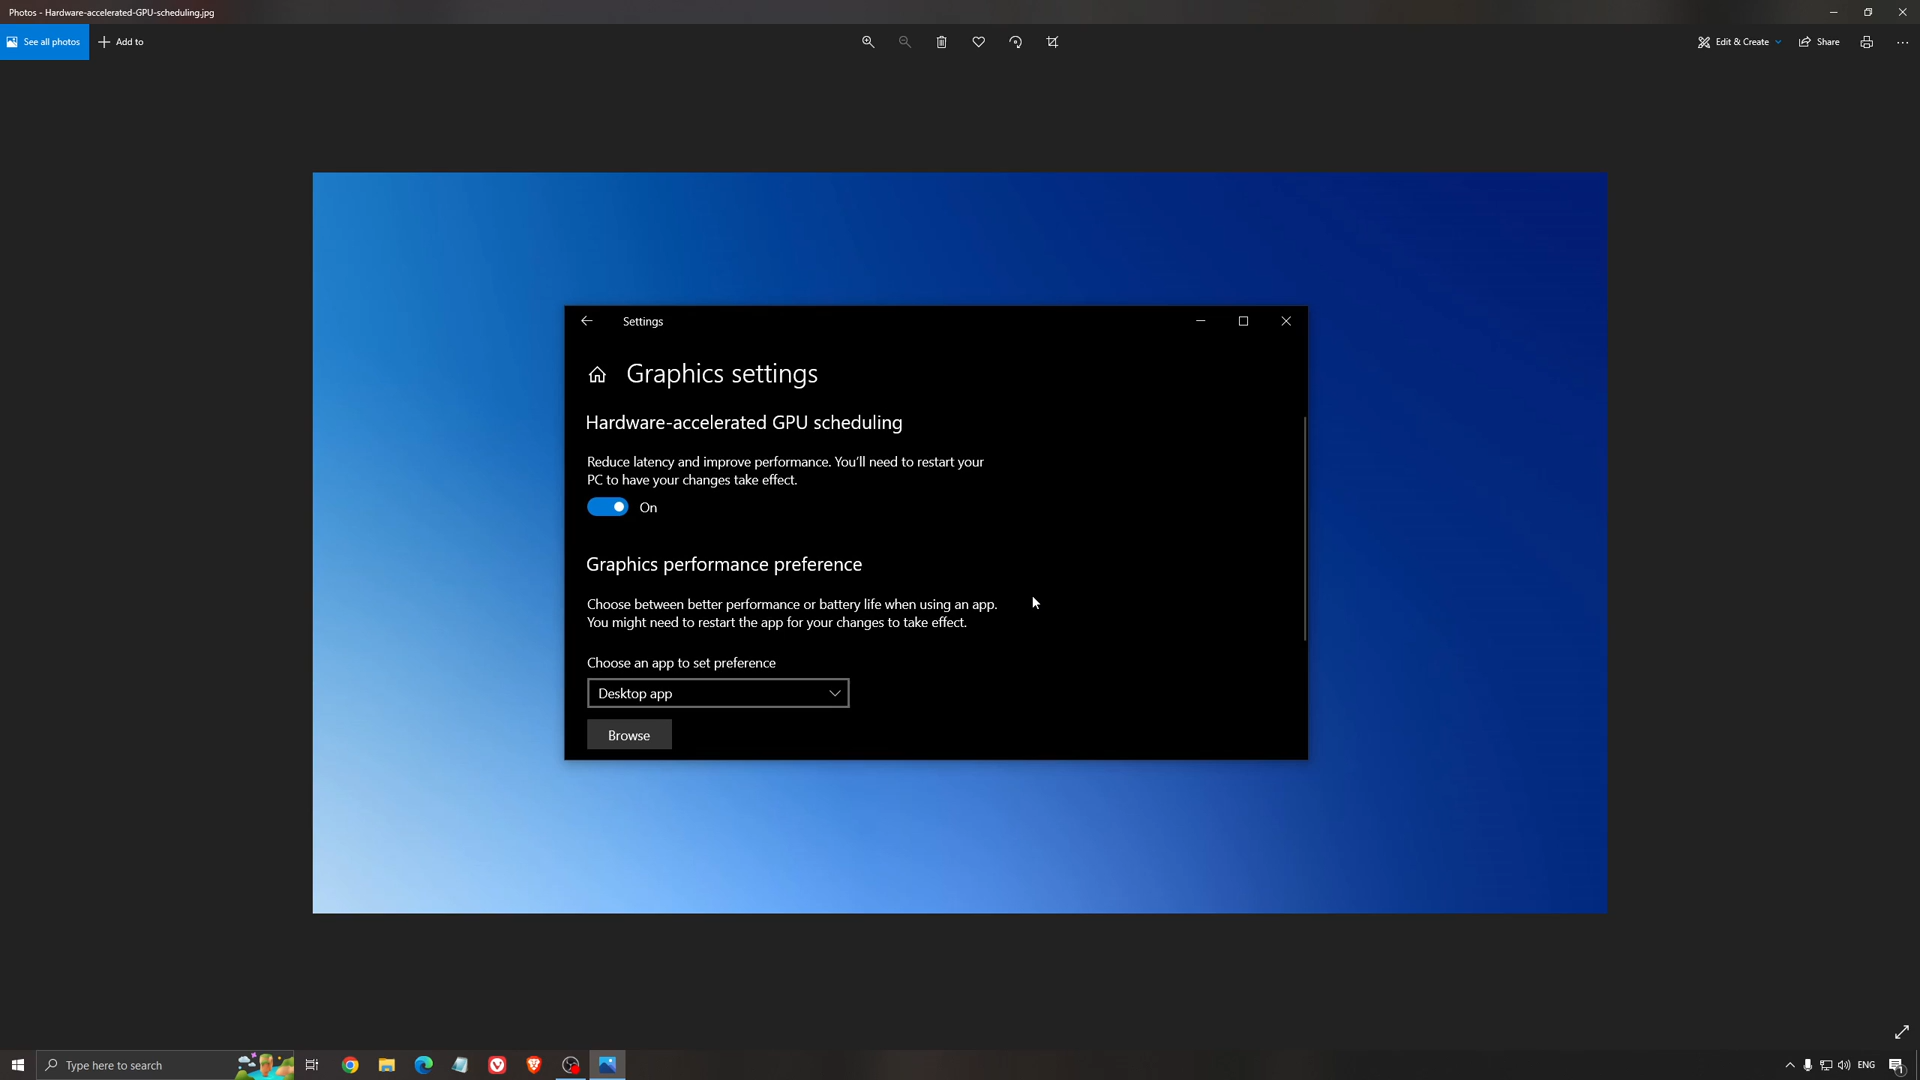 Photos - Hardware-accelerated-GPU-scheduling.jpg
See all photos
Add to
Edit & Create
Share
Settings
Graphics settings
Hardware-accelerated GPU scheduling
Reduce latency and improve performance. You'll need to restart your
PC to have your changes take effect.
On
Graphics performance preference
Choose between better performance or battery life when using an app.
You might need to restart the app for your changes to take effect.
Choose an app to set preference
Desktop app
Browse
Type here to search
ENG
1